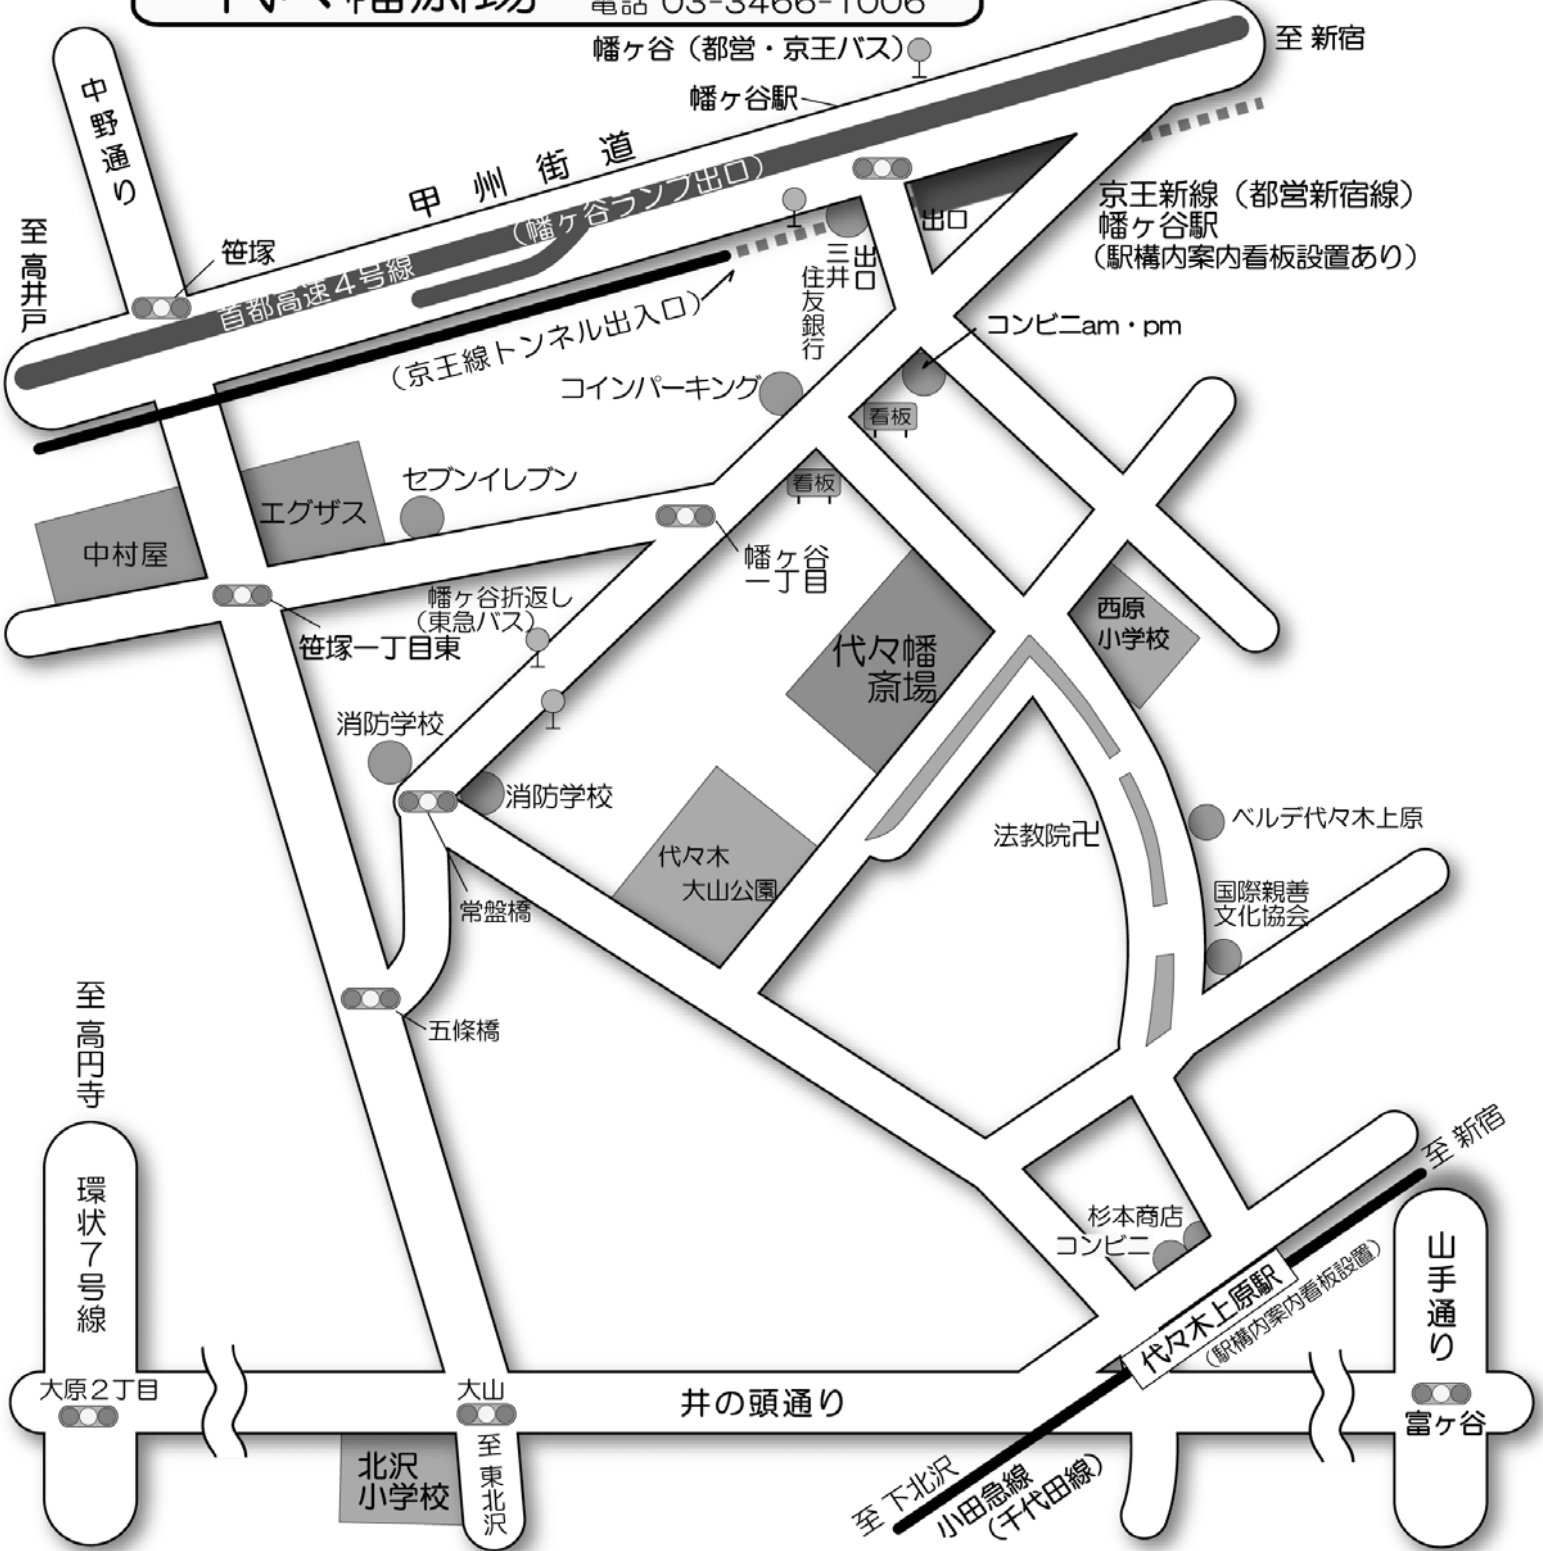 代々幡斎場
電話 03-3466-1006
幡ヶ谷（都営・京王バス）
至 新宿
幡ヶ谷駅
中野通り
甲州街道
（幡ヶ谷ランプ出口）
首都高速４号線
笹塚
至 高井戸
出口
京王新線（都営新宿線）
幡ヶ谷駅
（駅構内案内看板設置あり）
出口
三井
住友銀行
（京王線トンネル出入口）
コンビニam・pm
コインパーキング
看板
看板
セブンイレブン
エグザス
中村屋
幡ヶ谷
一丁目
幡ヶ谷折返し
（東急バス）
笹塚一丁目東
西原
小学校
代々幡
斎場
消防学校
消防学校
代々木
大山公園
法教院卍
ベルデ代々木上原
国際親善
文化協会
常盤橋
五條橋
至 高円寺
環状７号線
至 新宿
杉本商店
コンビニ
代々木上原駅
（駅構内案内看板設置）
山手通り
大原２丁目
大山
井の頭通り
富ヶ谷
北沢
小学校
至 東北沢
至 下北沢
小田急線
（千代田線）